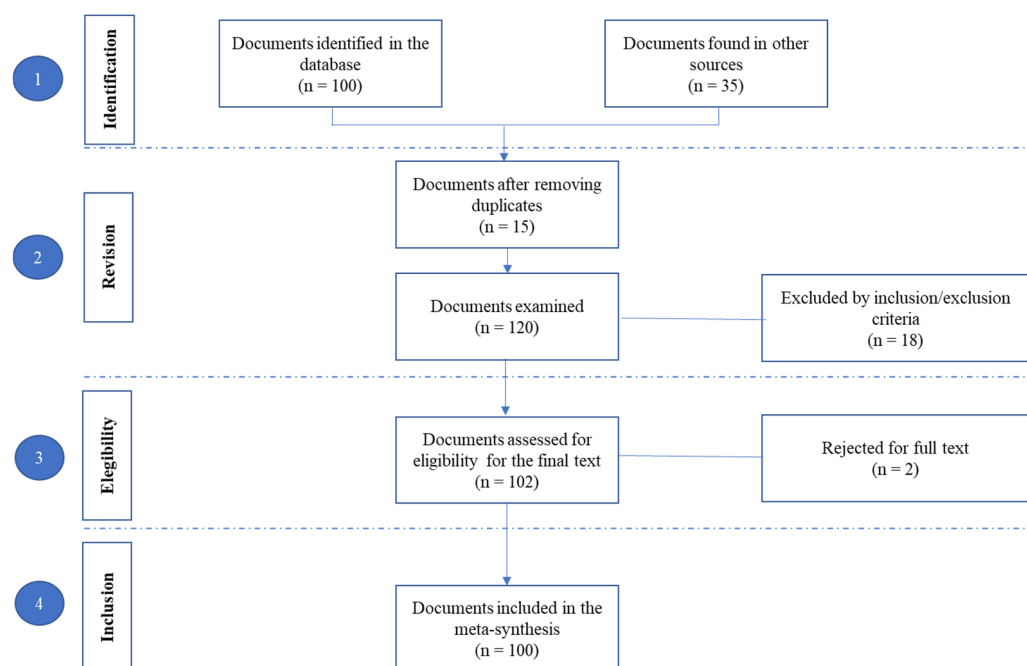 1
Identification
Documents identified in the
database
(n = 100)
Documents found in other
sources
(n = 35)
2
Revision
Documents after removing
duplicates
(n = 15)
Documents examined
(n = 120)
Excluded by inclusion/exclusion
criteria
(n = 18)
3
Elegibility
Documents assessed for
eligibility for the final text
(n = 102)
Rejected for full text
(n = 2)
4
Inclusion
Documents included in the
meta-synthesis
(n = 100)